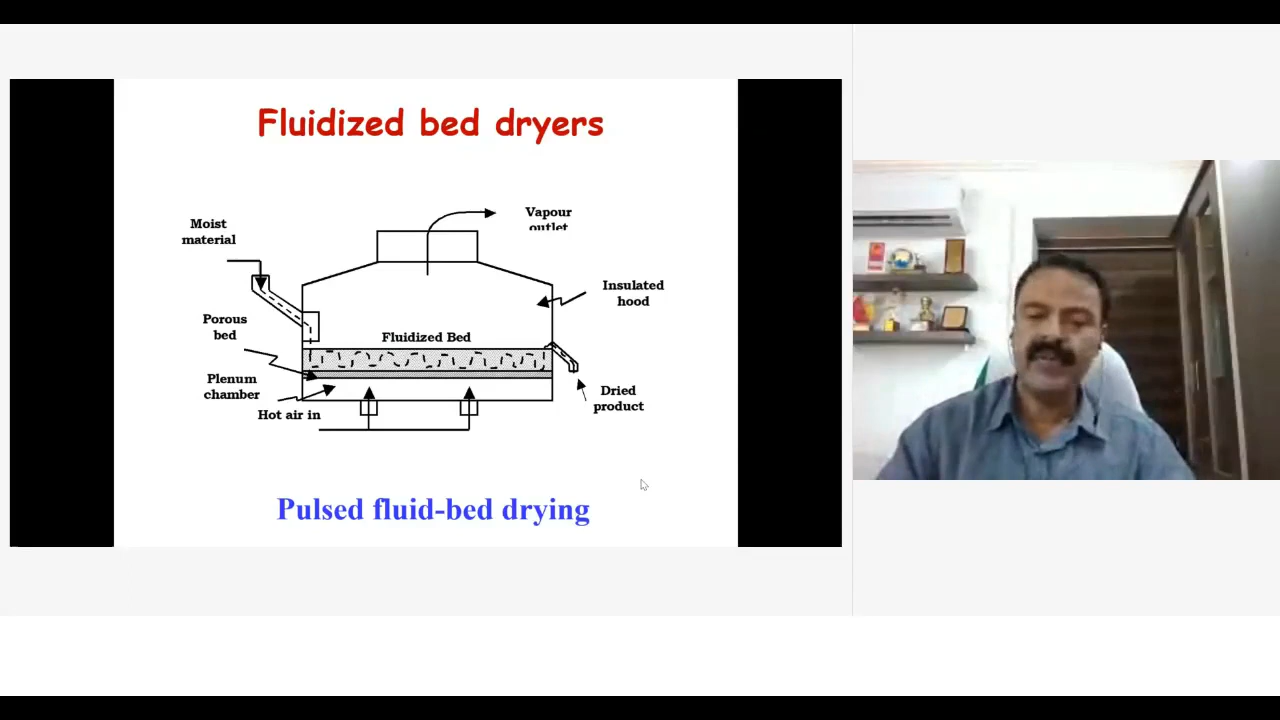 Fluidized bed dryers
Vapour
outlet
Moist
material
Insulated
hood
Porous
bed
Fluidized Bed
Plenum
chamber
Dried
product
Hot air in
Pulsed fluid-bed drying